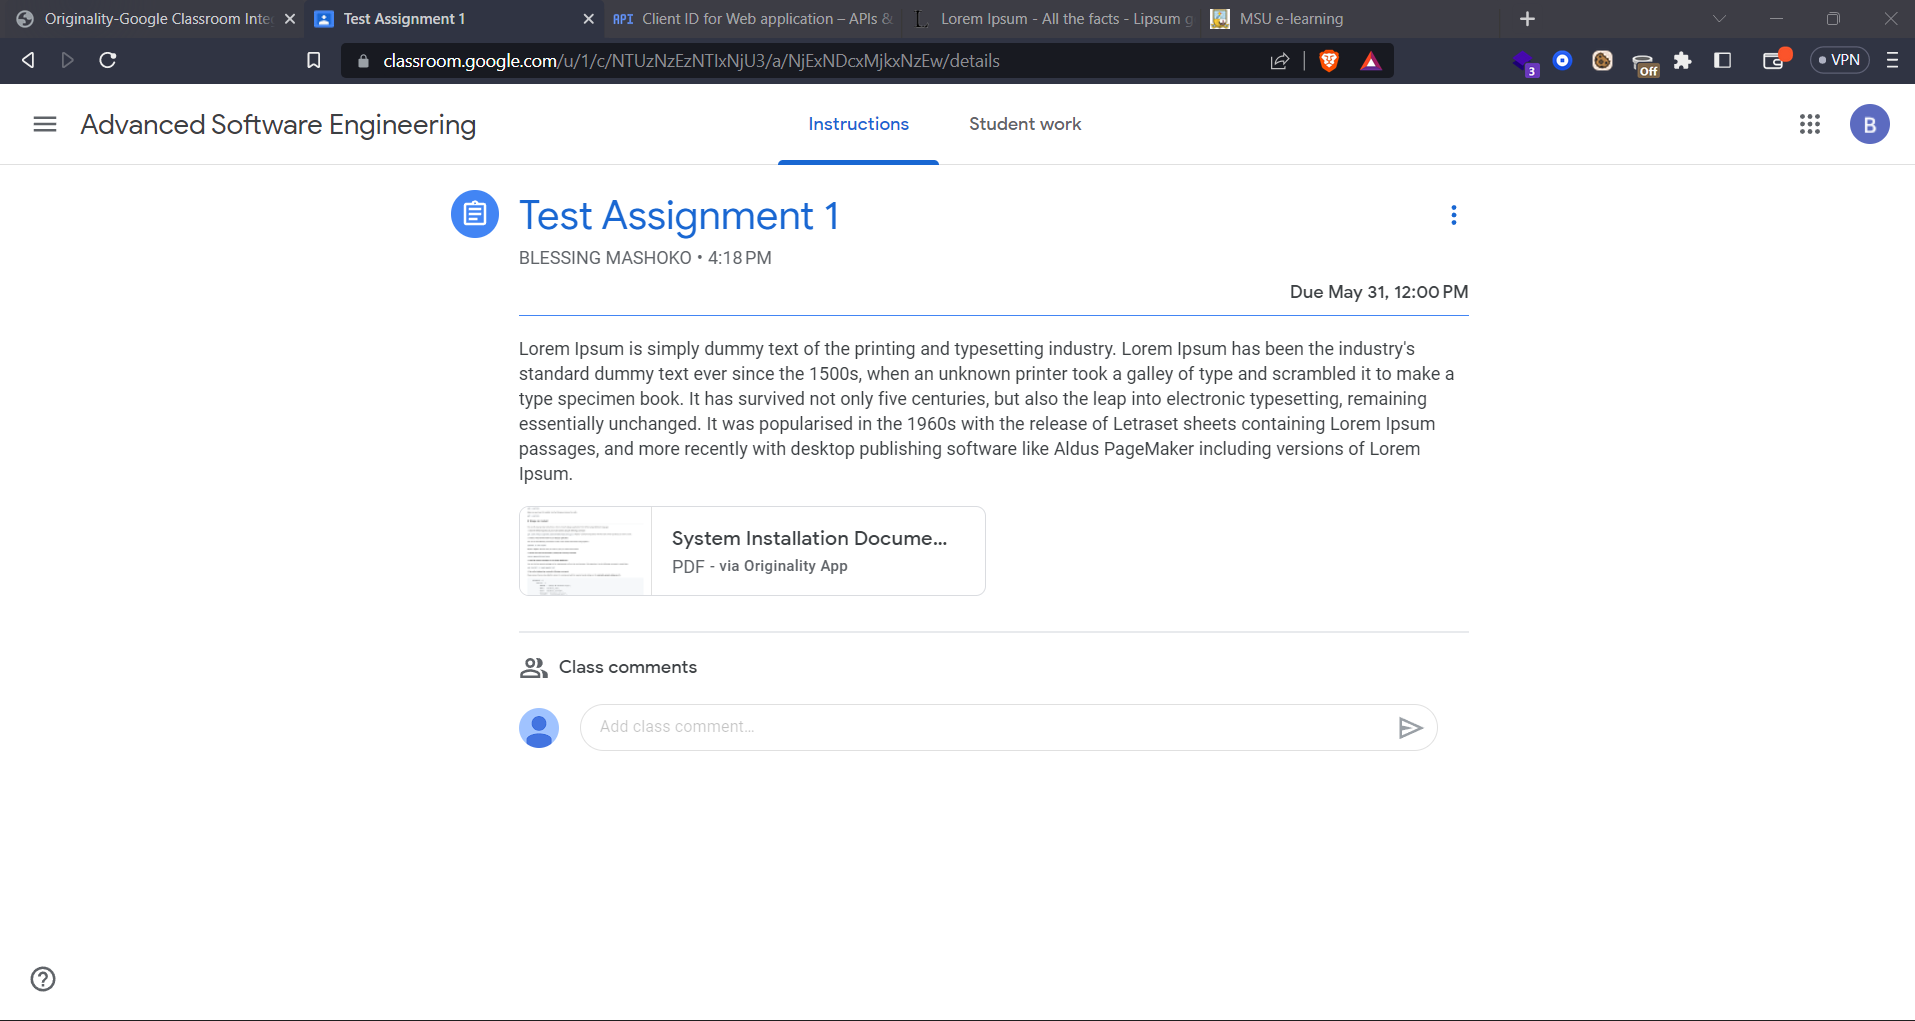 Originality-Google Classroom Inte
Test Assignment 1
API Client ID for Web application – APIs &
Lorem Ipsum - All the facts - Lipsum g
MSU e-learning
classroom.google.com/u/1/c/NTUzNzEzNTIxNjU3/a/NjExNDcxMjkxNzEw/details
3
Off
VPN
Advanced Software Engineering
Instructions
Student work
B
Test Assignment 1
BLESSING MASHOKO • 4:18 PM
Due May 31, 12:00 PM
Lorem Ipsum is simply dummy text of the printing and typesetting industry. Lorem Ipsum has been the industry's
standard dummy text ever since the 1500s, when an unknown printer took a galley of type and scrambled it to make a
type specimen book. It has survived not only five centuries, but also the leap into electronic typesetting, remaining
essentially unchanged. It was popularised in the 1960s with the release of Letraset sheets containing Lorem Ipsum
passages, and more recently with desktop publishing software like Aldus PageMaker including versions of Lorem
Ipsum.
System Installation Docume...
PDF - via Originality App
Class comments
Add class comment...